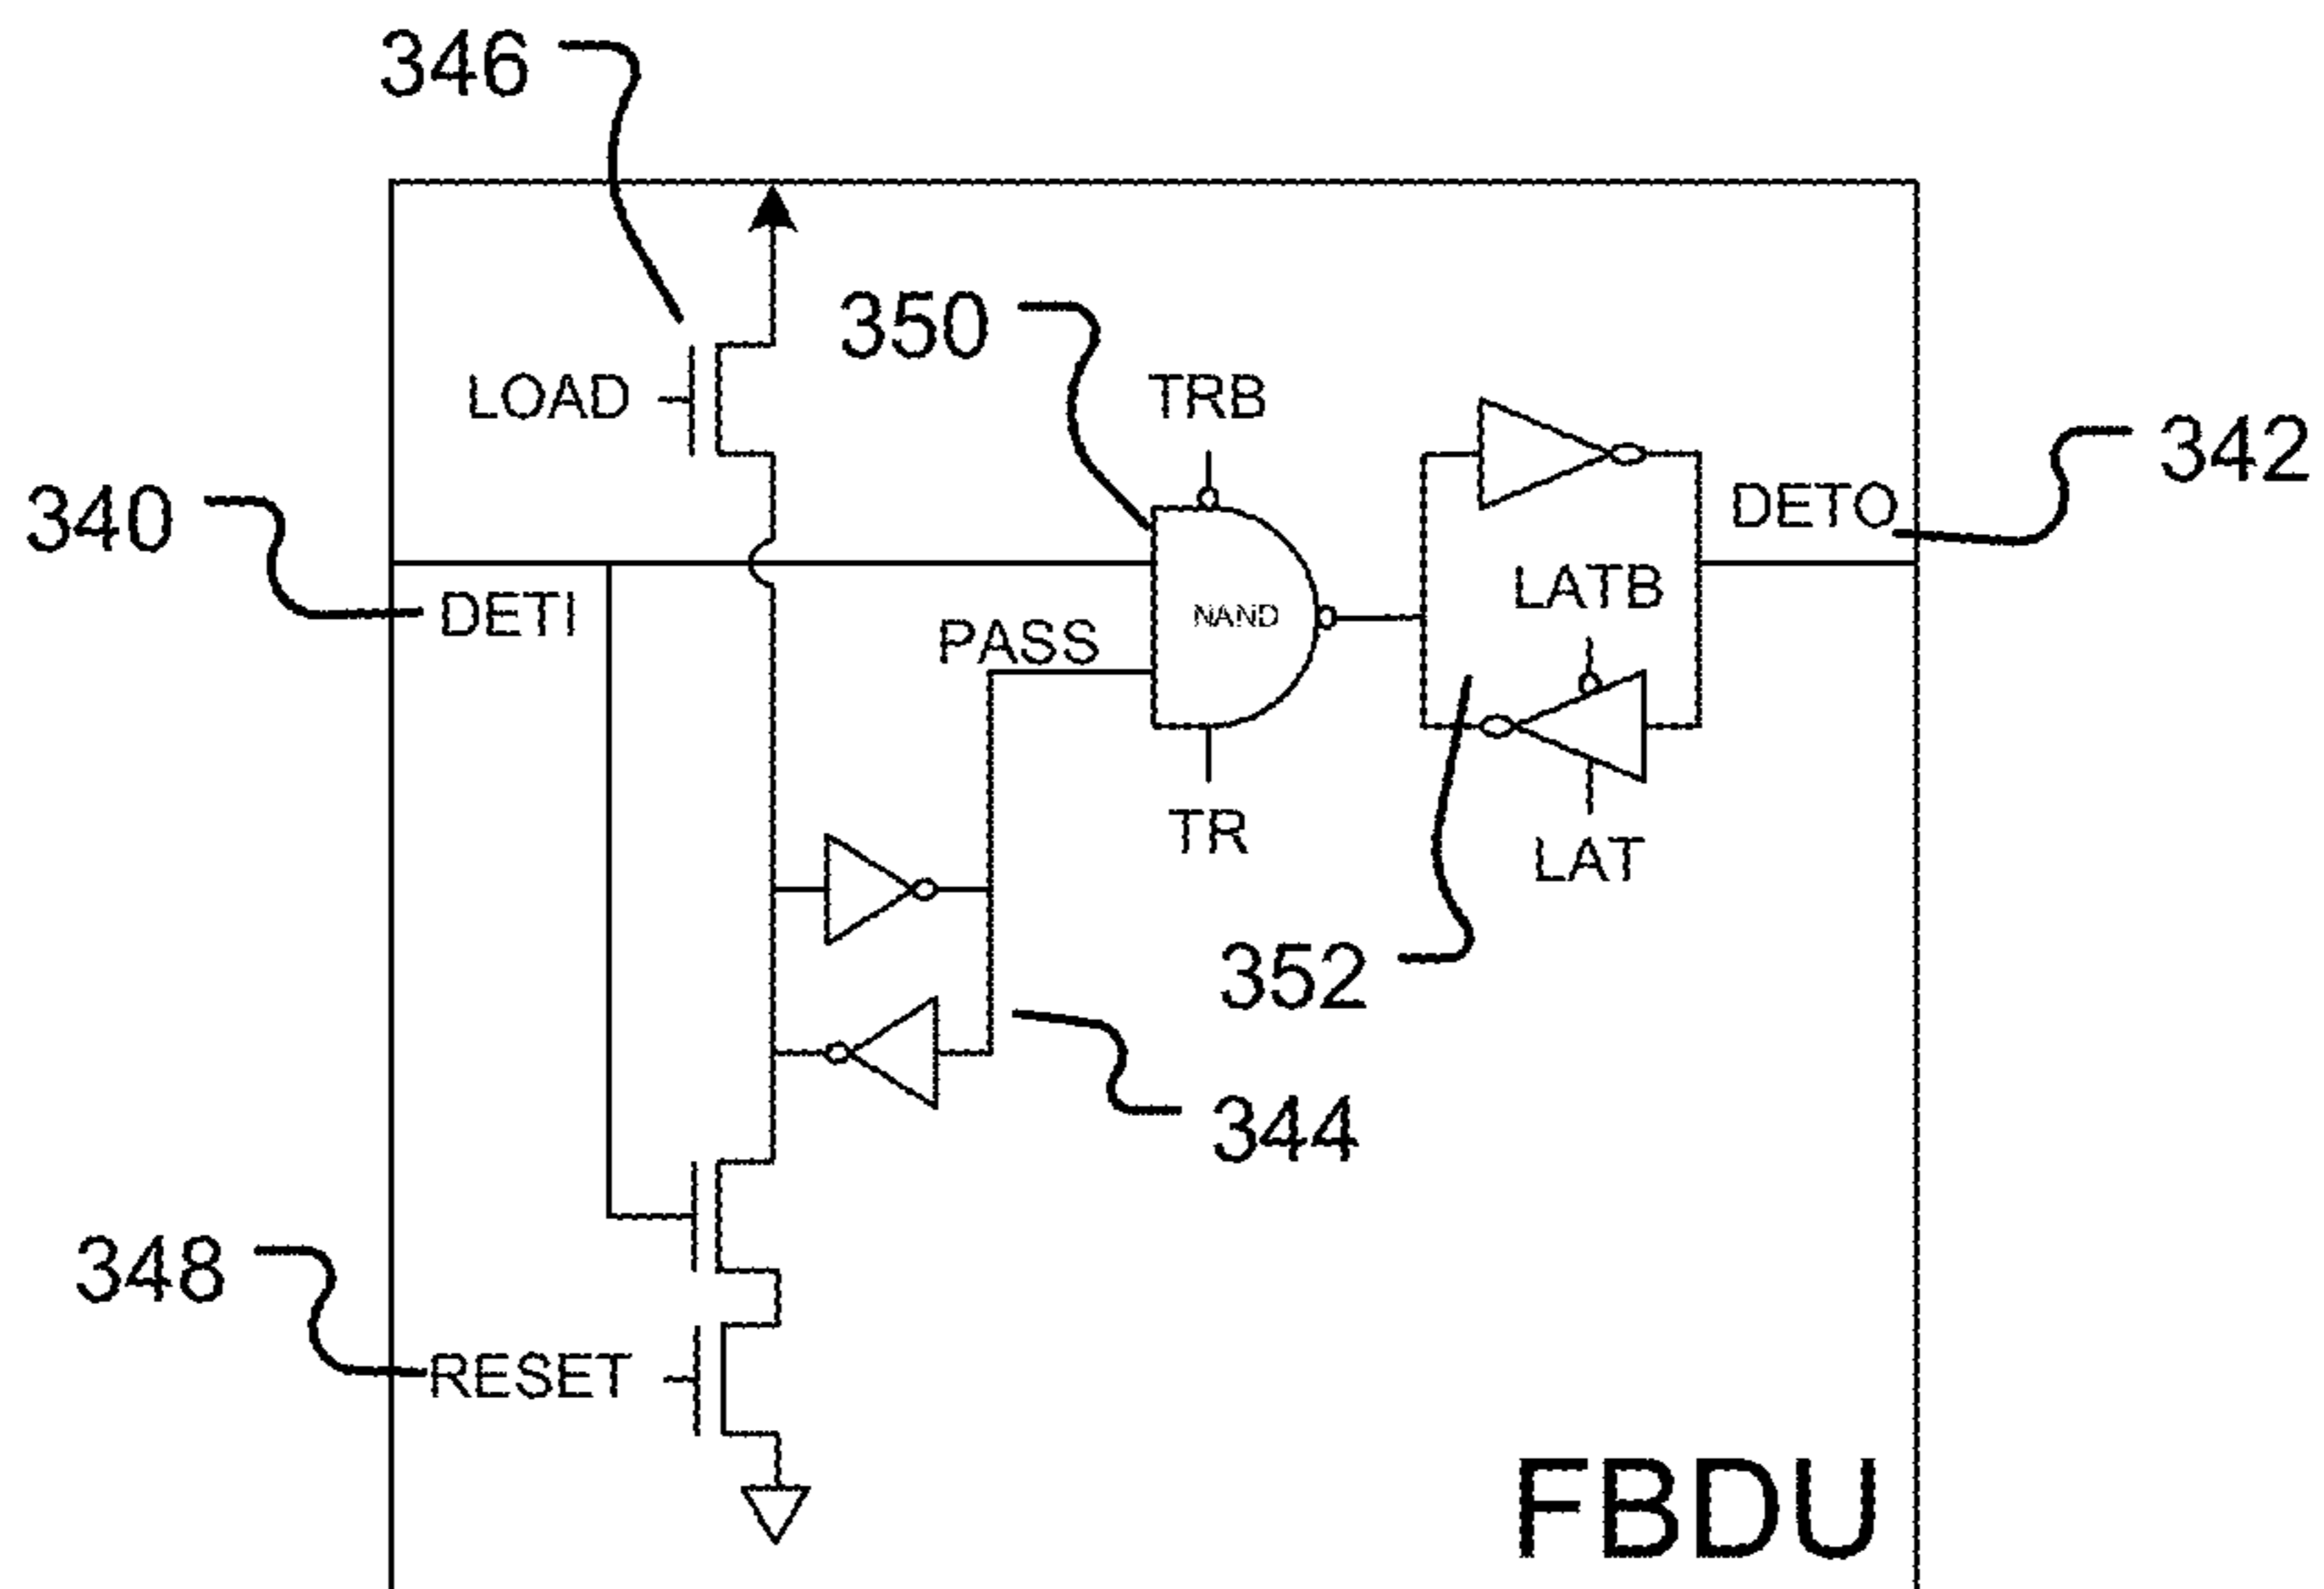 346
350
TRB
LOAD
342
DETO
340
LATB
DETI
NAND
PASS
TR
LAT
352
344
348
RESET
FBDU